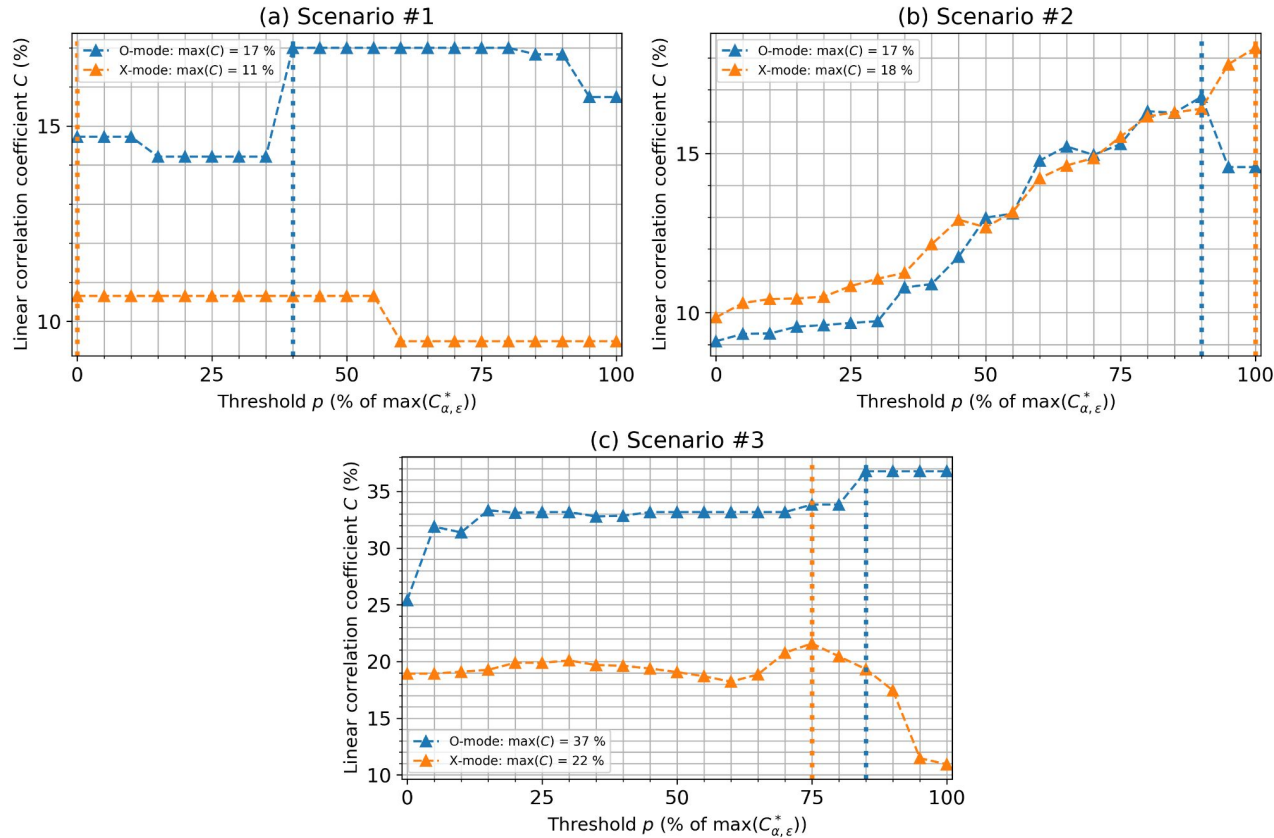 (a) Scenario #1
Linear correlation coefficient C (%)
O-mode: max(C) = 17 %
X-mode: max(C) = 11 %
15
10
0 25 50 75 100
Threshold p (% of max(C*α, ε))
(b) Scenario #2
Linear correlation coefficient C (%)
O-mode: max(C) = 17 %
X-mode: max(C) = 18 %
15
10
0 25 50 75 100
Threshold p (% of max(C*α, ε))
(c) Scenario #3
Linear correlation coefficient C (%)
35
30
25
20
15
10
O-mode: max(C) = 37 %
X-mode: max(C) = 22 %
0 25 50 75 100
Threshold p (% of max(C*α, ε))